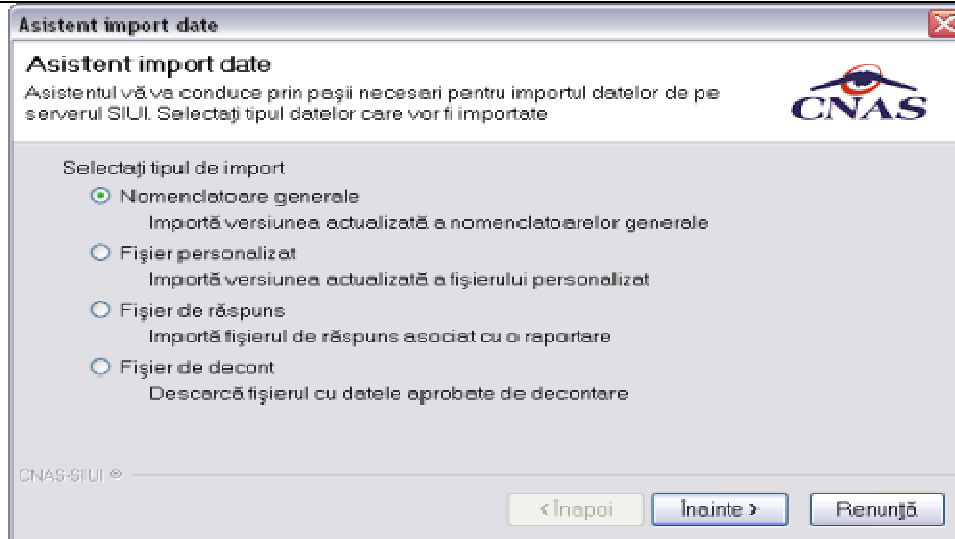 Asistent import date
Asistent import date
Asistentul vă va conduce prin paşii necesari pentru importul datelor de pe
serverul SIUI. Selectaţi tipul datelor care vor fi importate
CNAS
Selectaţi tipul de import
Nomenclatoare generale
Importă versiunea actualizată a nomenclatoarelor generale
Fişier personalizat
Importă versiunea actualizată a fişierului personalizat
Fişier de răspuns
Importă fişierul de răspuns asociat cu o raportare
Fişier de decont
Descarcă fişierul cu datele aprobate de decontare
CNAS-SIUI ®
< Înapoi
Înainte >
Renunţă